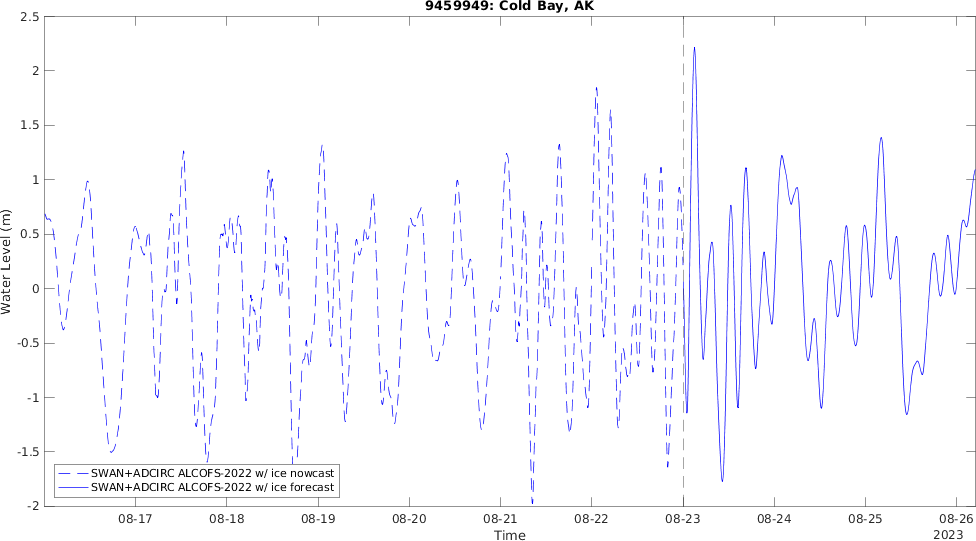 9459949: Cold Bay, AK
2.5
2
1.5
1
0.5
0
-0.5
-1
-1.5
-2
Water Level (m)
SWAN+ADCIRC ALCOFS-2022 w/ ice nowcast
SWAN+ADCIRC ALCOFS-2022 w/ ice forecast
08-17 08-18 08-19 08-20 08-21 08-22 08-23 08-24 08-25 08-26
Time
2023